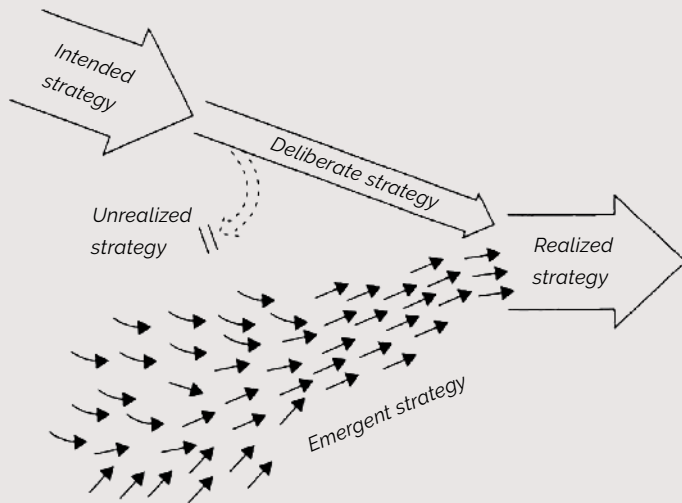 Intended
strategy
Deliberate strategy
Unrealized
strategy
Realized
strategy
Emergent strategy